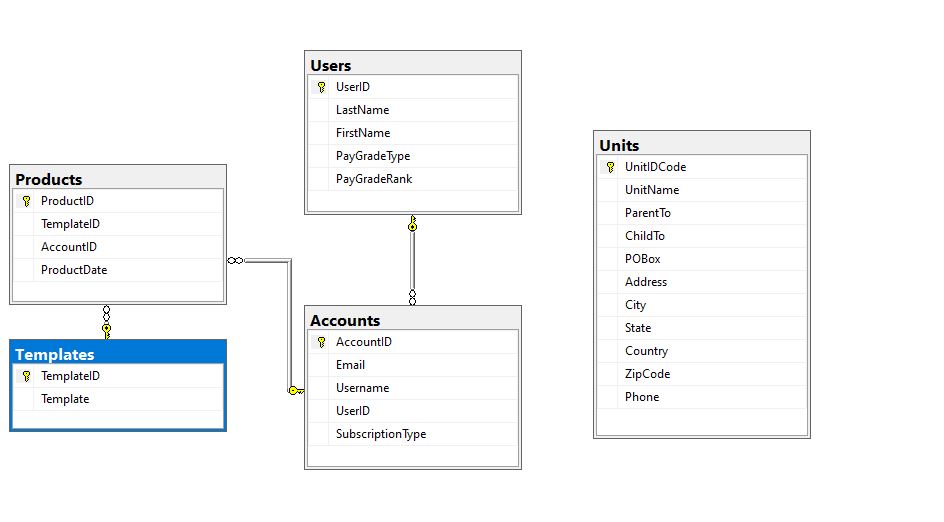 Users
UserID
LastName
FirstName
PayGradeType
PayGradeRank
Products
ProductID
TemplateID
AccountID
ProductDate
Templates
TemplateID
Template
Accounts
AccountID
Email
Username
UserID
SubscriptionType
Units
UnitIDCode
UnitName
ParentTo
ChildTo
POBox
Address
City
State
Country
ZipCode
Phone